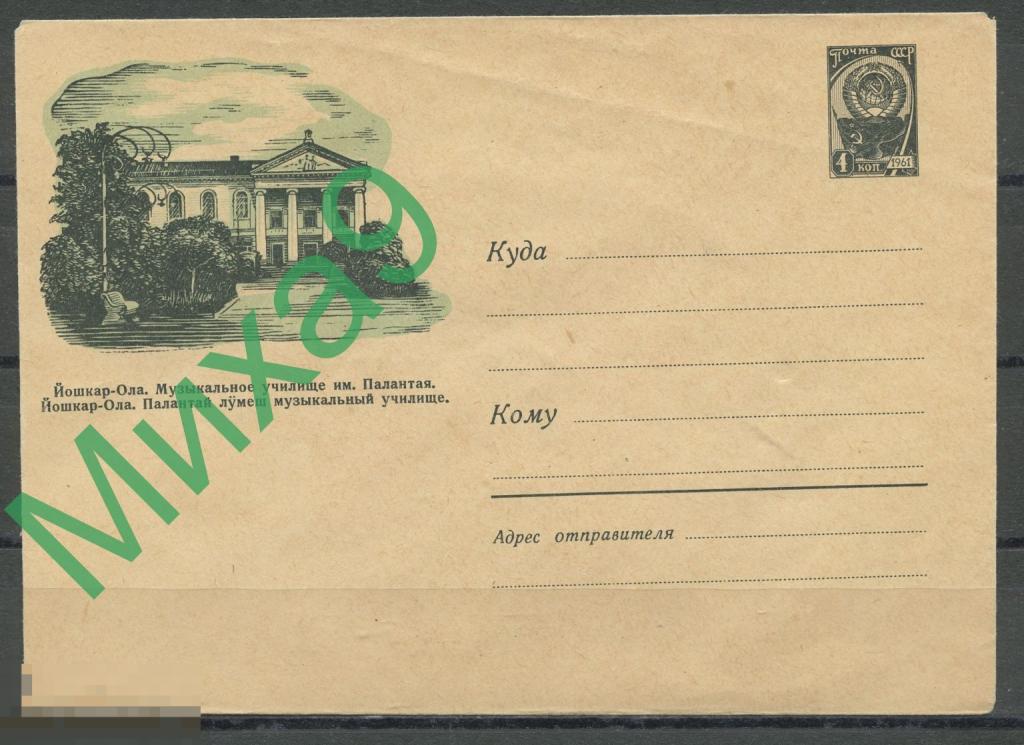 Почта СССР
4 коп. 1961
Йошкар-Ола. Музыкальное училище им. Палантая.
Йошкар-Ола. Палантай лӱмеш музыкальный училище.
Куда
Кому
Адрес отправителя
Миха9